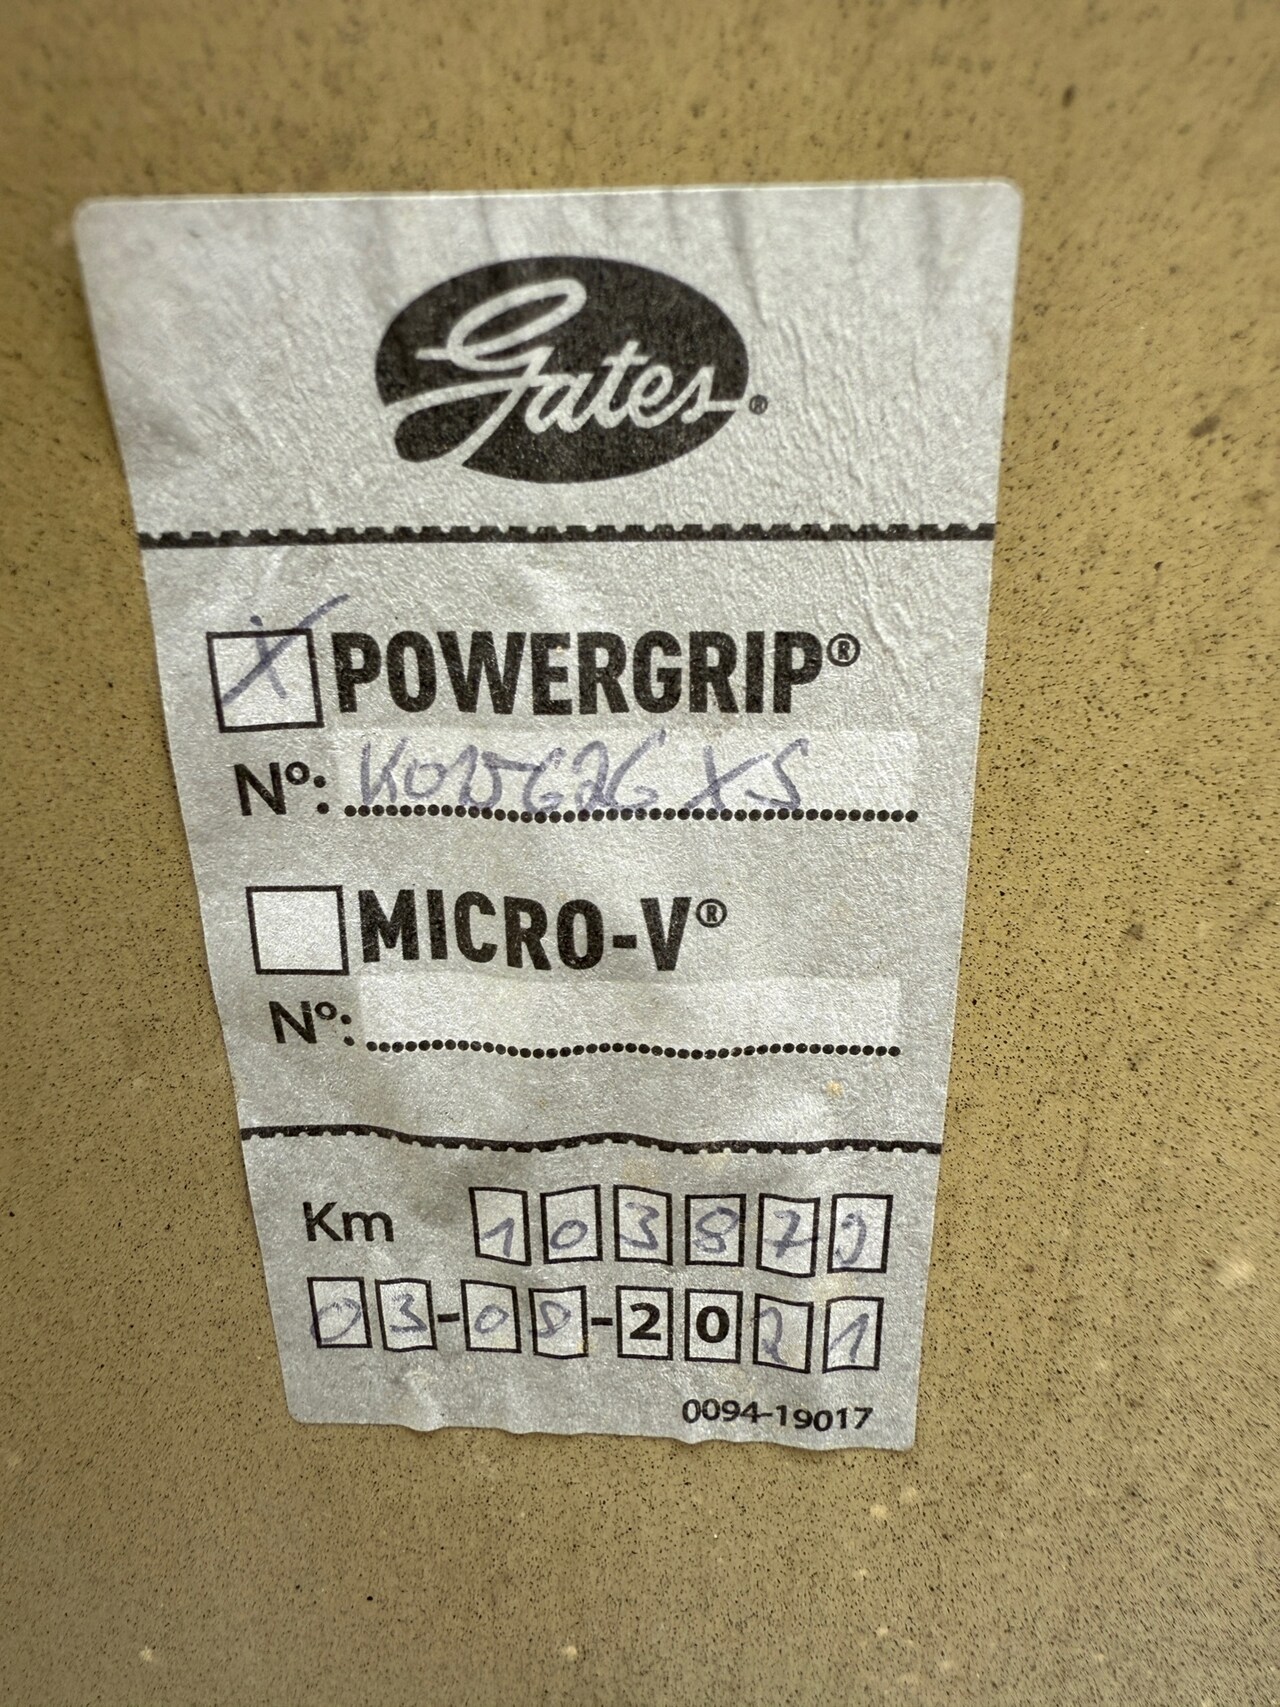 Gates®
X POWERGRIP®
Nº: K015626XS
MICRO-V®
Nº:
Km 103870
03-08-2021
0094-19017